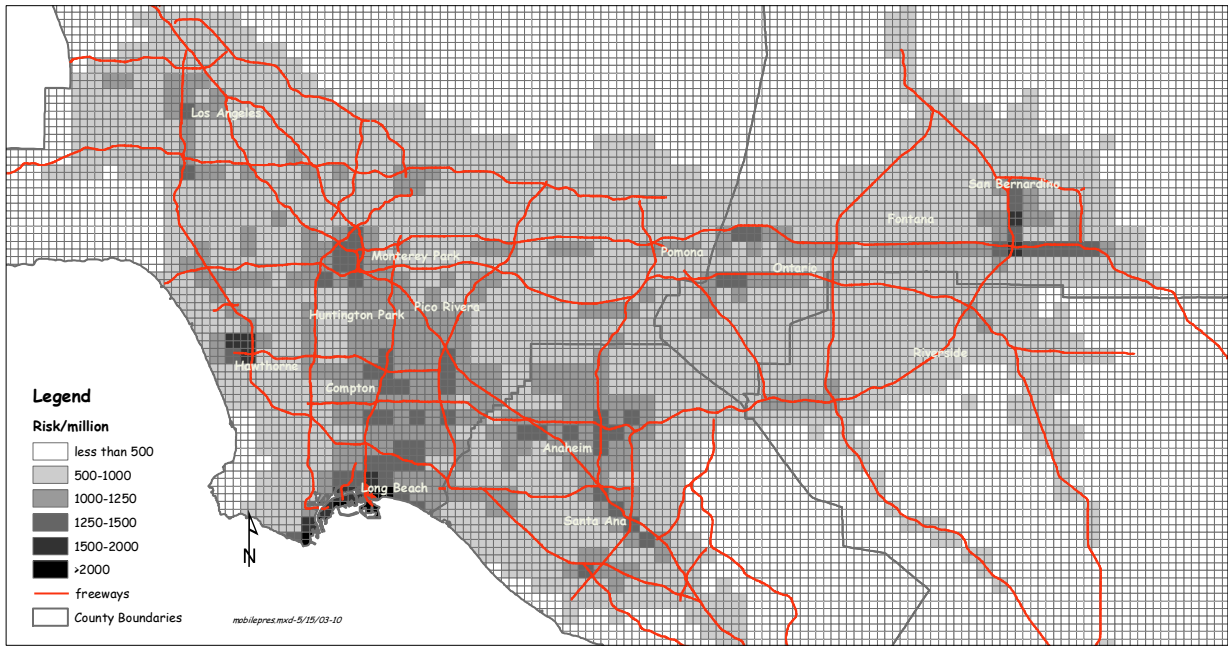 Los Angeles
San Bernardino
Fontana
Monterey Park
Pomona
Ontario
Pico Rivera
Huntington Park
Riverside
Hawthorne
Compton
Anaheim
Long Beach
Santa Ana
Legend
Risk/million
less than 500
500-1000
1000-1250
1250-1500
1500-2000
>2000
freeways
County Boundaries
N
mobilepres.mxd-5/15/03-10